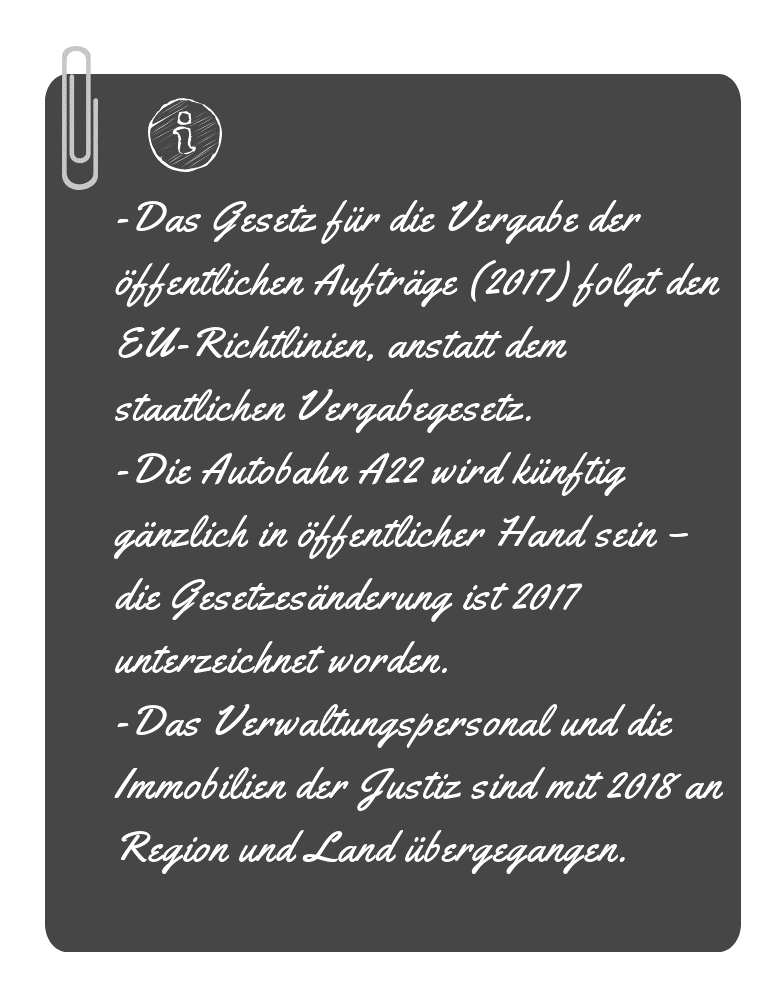 i
- Das Gesetz für die Vergabe der
öffentlichen Aufträge (2017) folgt den
EU-Richtlinien, anstatt dem
staatlichen Vergabegesetz.
- Die Autobahn A22 wird künftig
gänzlich in öffentlicher Hand sein –
die Gesetzesänderung ist 2017
unterzeichnet worden.
- Das Verwaltungspersonal und die
Immobilien der Justiz sind mit 2018 an
Region und Land übergegangen.